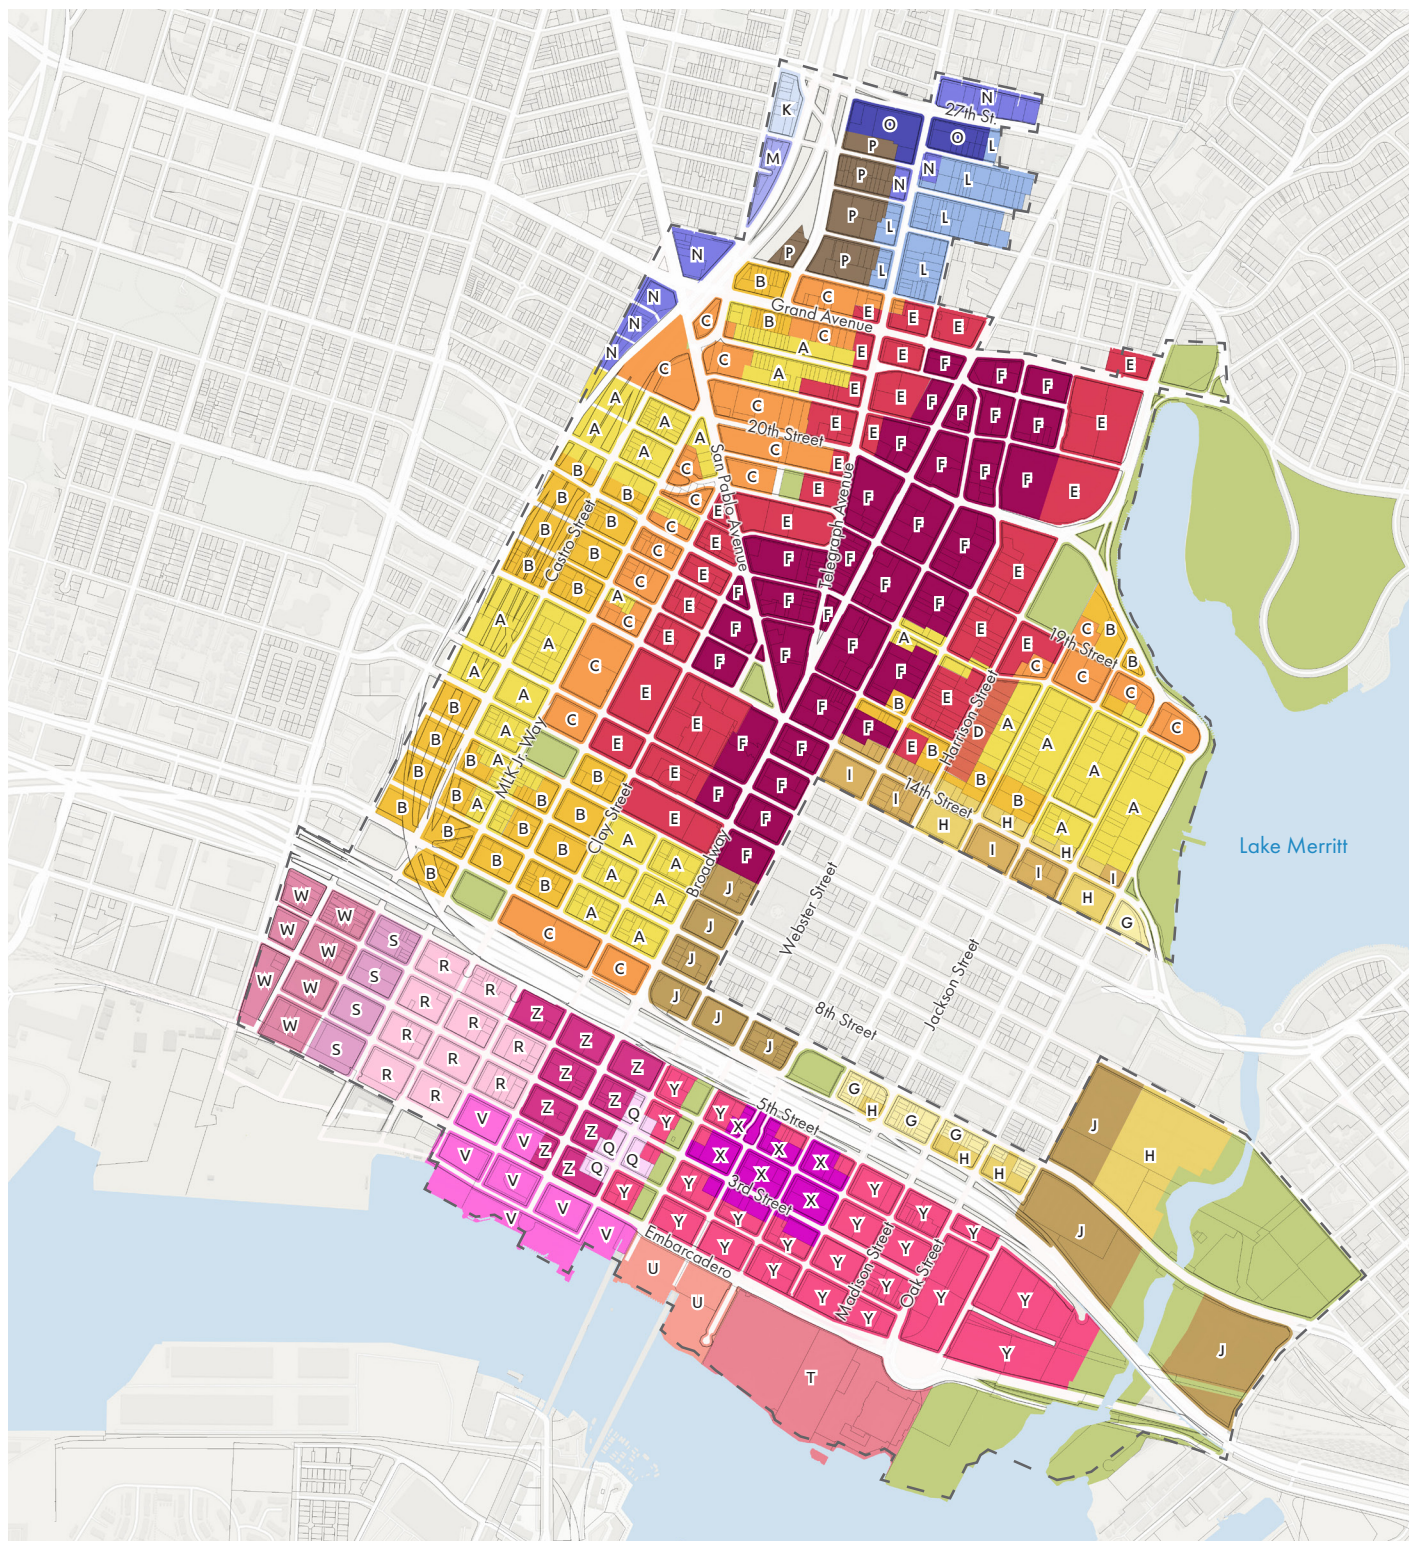 N
27th St.
K
O
O
L
P
M
P
N
N
L
P
L
L
N
P
P
L
L
B
N
C
E
Grand Avenue
E
E
N
C
B
C
A
E
E
F
E
N
C
C
A
E
E
F
F
F
E
A
A
A
C
E
F
F
F
20th Street
A
A
C
E
F
B
B
C
C
E
E
F
F
F
E
San Pablo Avenue
Telegraph Avenue
B
B
C
C
E
E
F
F
F
E
B
B
C
E
F
F
F
E
Castro Street
B
B
C
E
F
F
F
F
A
A
C
E
F
F
A
E
E
19th Street
C
B
B
A
A
C
E
F
F
F
E
C
C
C
C
B
A
C
E
E
F
F
B
F
E
Harrison Street
D
A
A
A
A
B
A
MLK Jr. Way
E
E
F
F
F
E
B
B
B
B
B
A
B
B
E
F
F
I
I
14th Street
H
H
I
I
A
H
H
I
G
B
B
A
B
B
Clay Street
A
A
E
F
Broadway
J
Webster Street
Lake Merritt
B
B
B
A
A
A
A
J
J
Jackson Street
C
C
J
J
J
8th Street
W
W
S
R
R
Z
Z
Z
Y
W
W
S
R
R
R
Z
Z
Q
Y
W
W
S
R
R
Z
Z
Q
Q
W
S
R
R
R
5th Street
Y
X
X
X
X
X
X
G
H
G
G
H
H
J
H
V
V
Z
Z
Q
V
V
V
Y
Y
3rd Street
Y
Y
Y
V
V
Embarcadero
Y
Y
Y
Y
Y
Y
Y
Madison Street
Oak Street
Y
Y
Y
Y
Y
J
U
U
Y
Y
Y
J
T